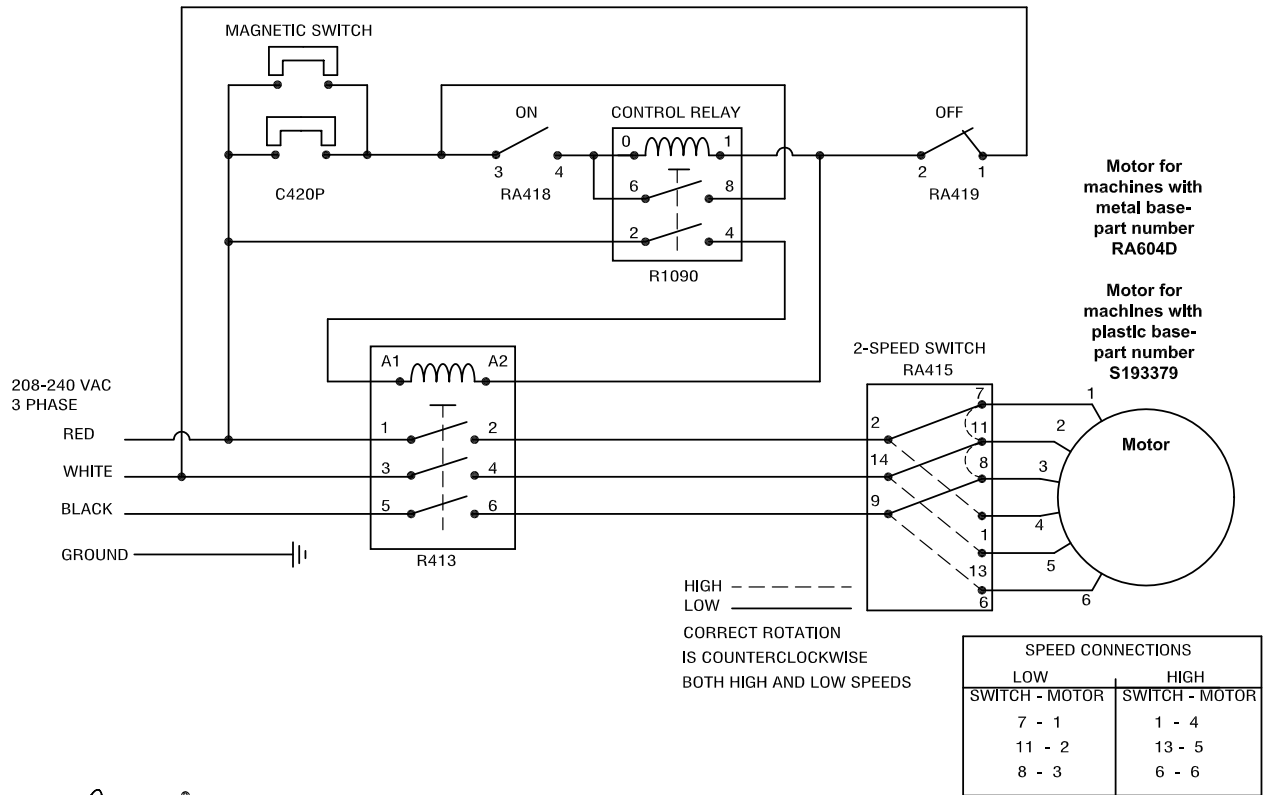 MAGNETIC SWITCH
C420P
ON
3
4
RA418
CONTROL RELAY
0
1
6
8
2
4
R1090
OFF
2
1
RA419
Motor for
machines with
metal base-
part number
RA604D
Motor for
machines with
plastic base-
part number
S193379
208-240 VAC
3 PHASE
RED
WHITE
BLACK
GROUND
A1
A2
1
2
3
4
5
6
R413
2-SPEED SWITCH
RA415
2
14
9
7
11
8
1
13
6
1
2
3
4
5
6
Motor
HIGH
LOW
CORRECT ROTATION
IS COUNTERCLOCKWISE
BOTH HIGH AND LOW SPEEDS
SPEED CONNECTIONS
LOW HIGH
SWITCH - MOTOR SWITCH - MOTOR
7 - 1 1 - 4
11 - 2 13 - 5
8 - 3 6 - 6